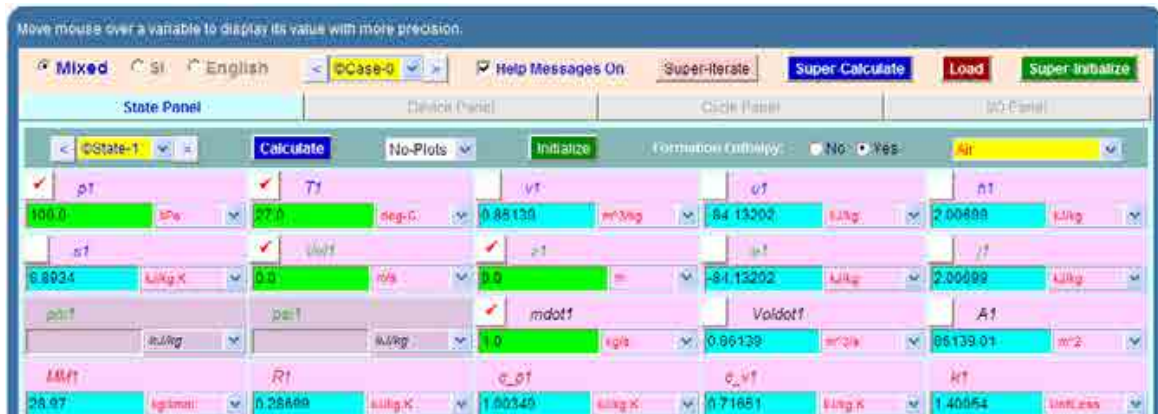 Move mouse over a variable to display its value with more precision.
Mixed SI English < ©Case-0 > Help Messages On Super-Iterate Super-Calculate Load Super-Initialize
State Panel Device Panel Cycle Panel I/O Panel
< ©State-1 > Calculate No-Plots Initialize Formation Enthalpy: No Yes Air
p1 T1 v1 u1 h1
100.0 kPa 27.0 deg-C 0.86139 m^3/kg -84.13202 kJ/kg 2.00699 kJ/kg
s1 Vel1 z1 e1 j1
6.8934 kJ/kg.K 0.0 m/s 0.0 m -84.13202 kJ/kg 2.00699 kJ/kg
phi1 psi1 mdot1 Voldot1 A1
kJ/kg kJ/kg 1.0 kg/s 0.86139 m^3/s 86139.01 m^2
MM1 R1 c_p1 c_v1 k1
28.97 kg/kmol 0.28699 kJ/kg.K 1.00349 kJ/kg.K 0.71651 kJ/kg.K 1.40054 UnitLess